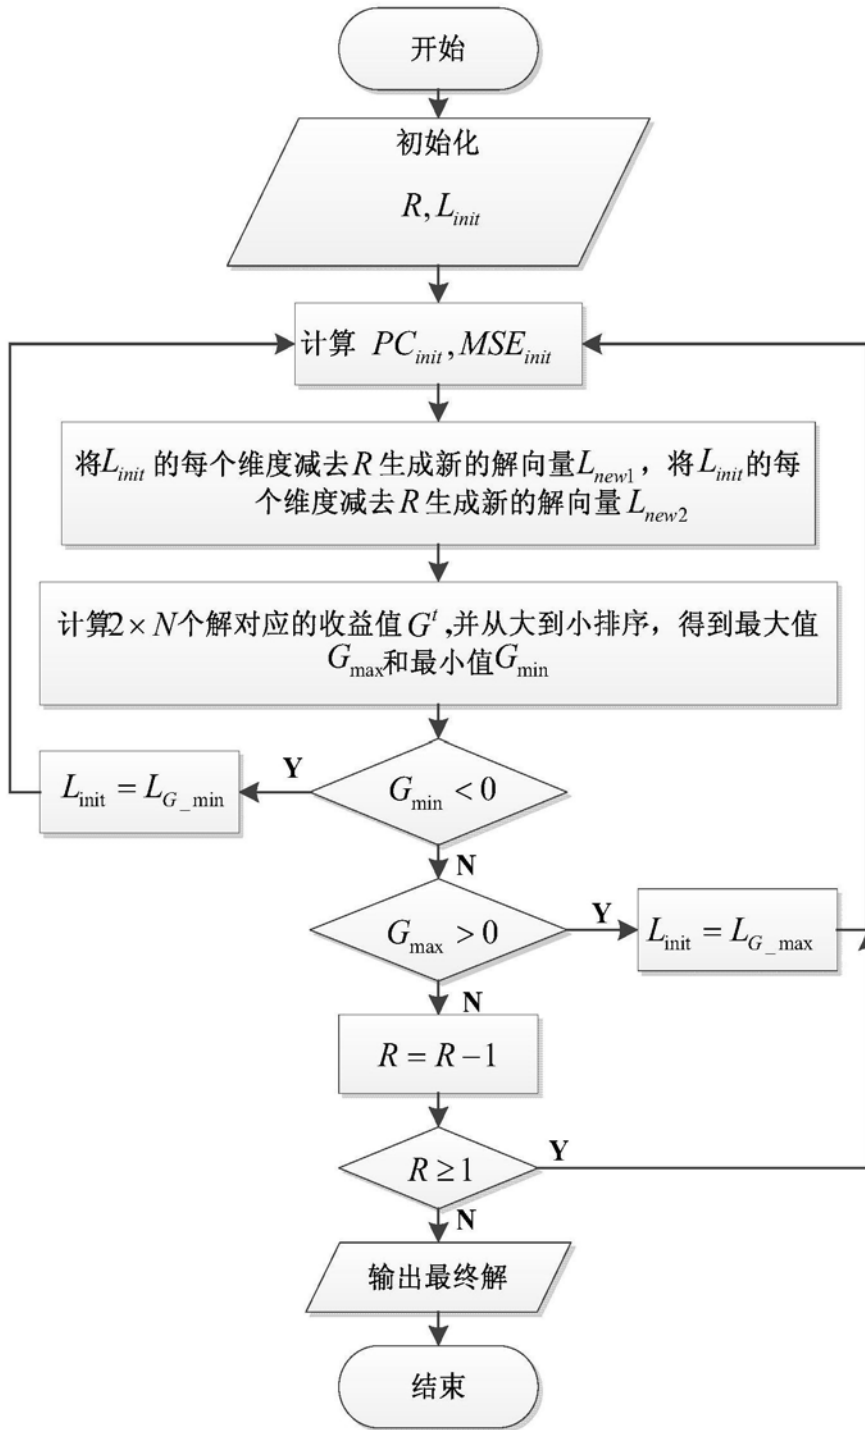 开始
初始化
R, L_init
计算 PC_init, MSE_init
将L_init 的每个维度减去 R 生成新的解向量L_new1，将L_init的每
个维度减去 R 生成新的解向量 L_new2
计算2 × N个解对应的收益值 G^t,并从大到小排序，得到最大值
G_max和最小值G_min
Y
L_init = L_G_min
G_min < 0
N
G_max > 0
Y
L_init = L_G_max
N
R = R − 1
R ≥ 1
Y
N
输出最终解
结束